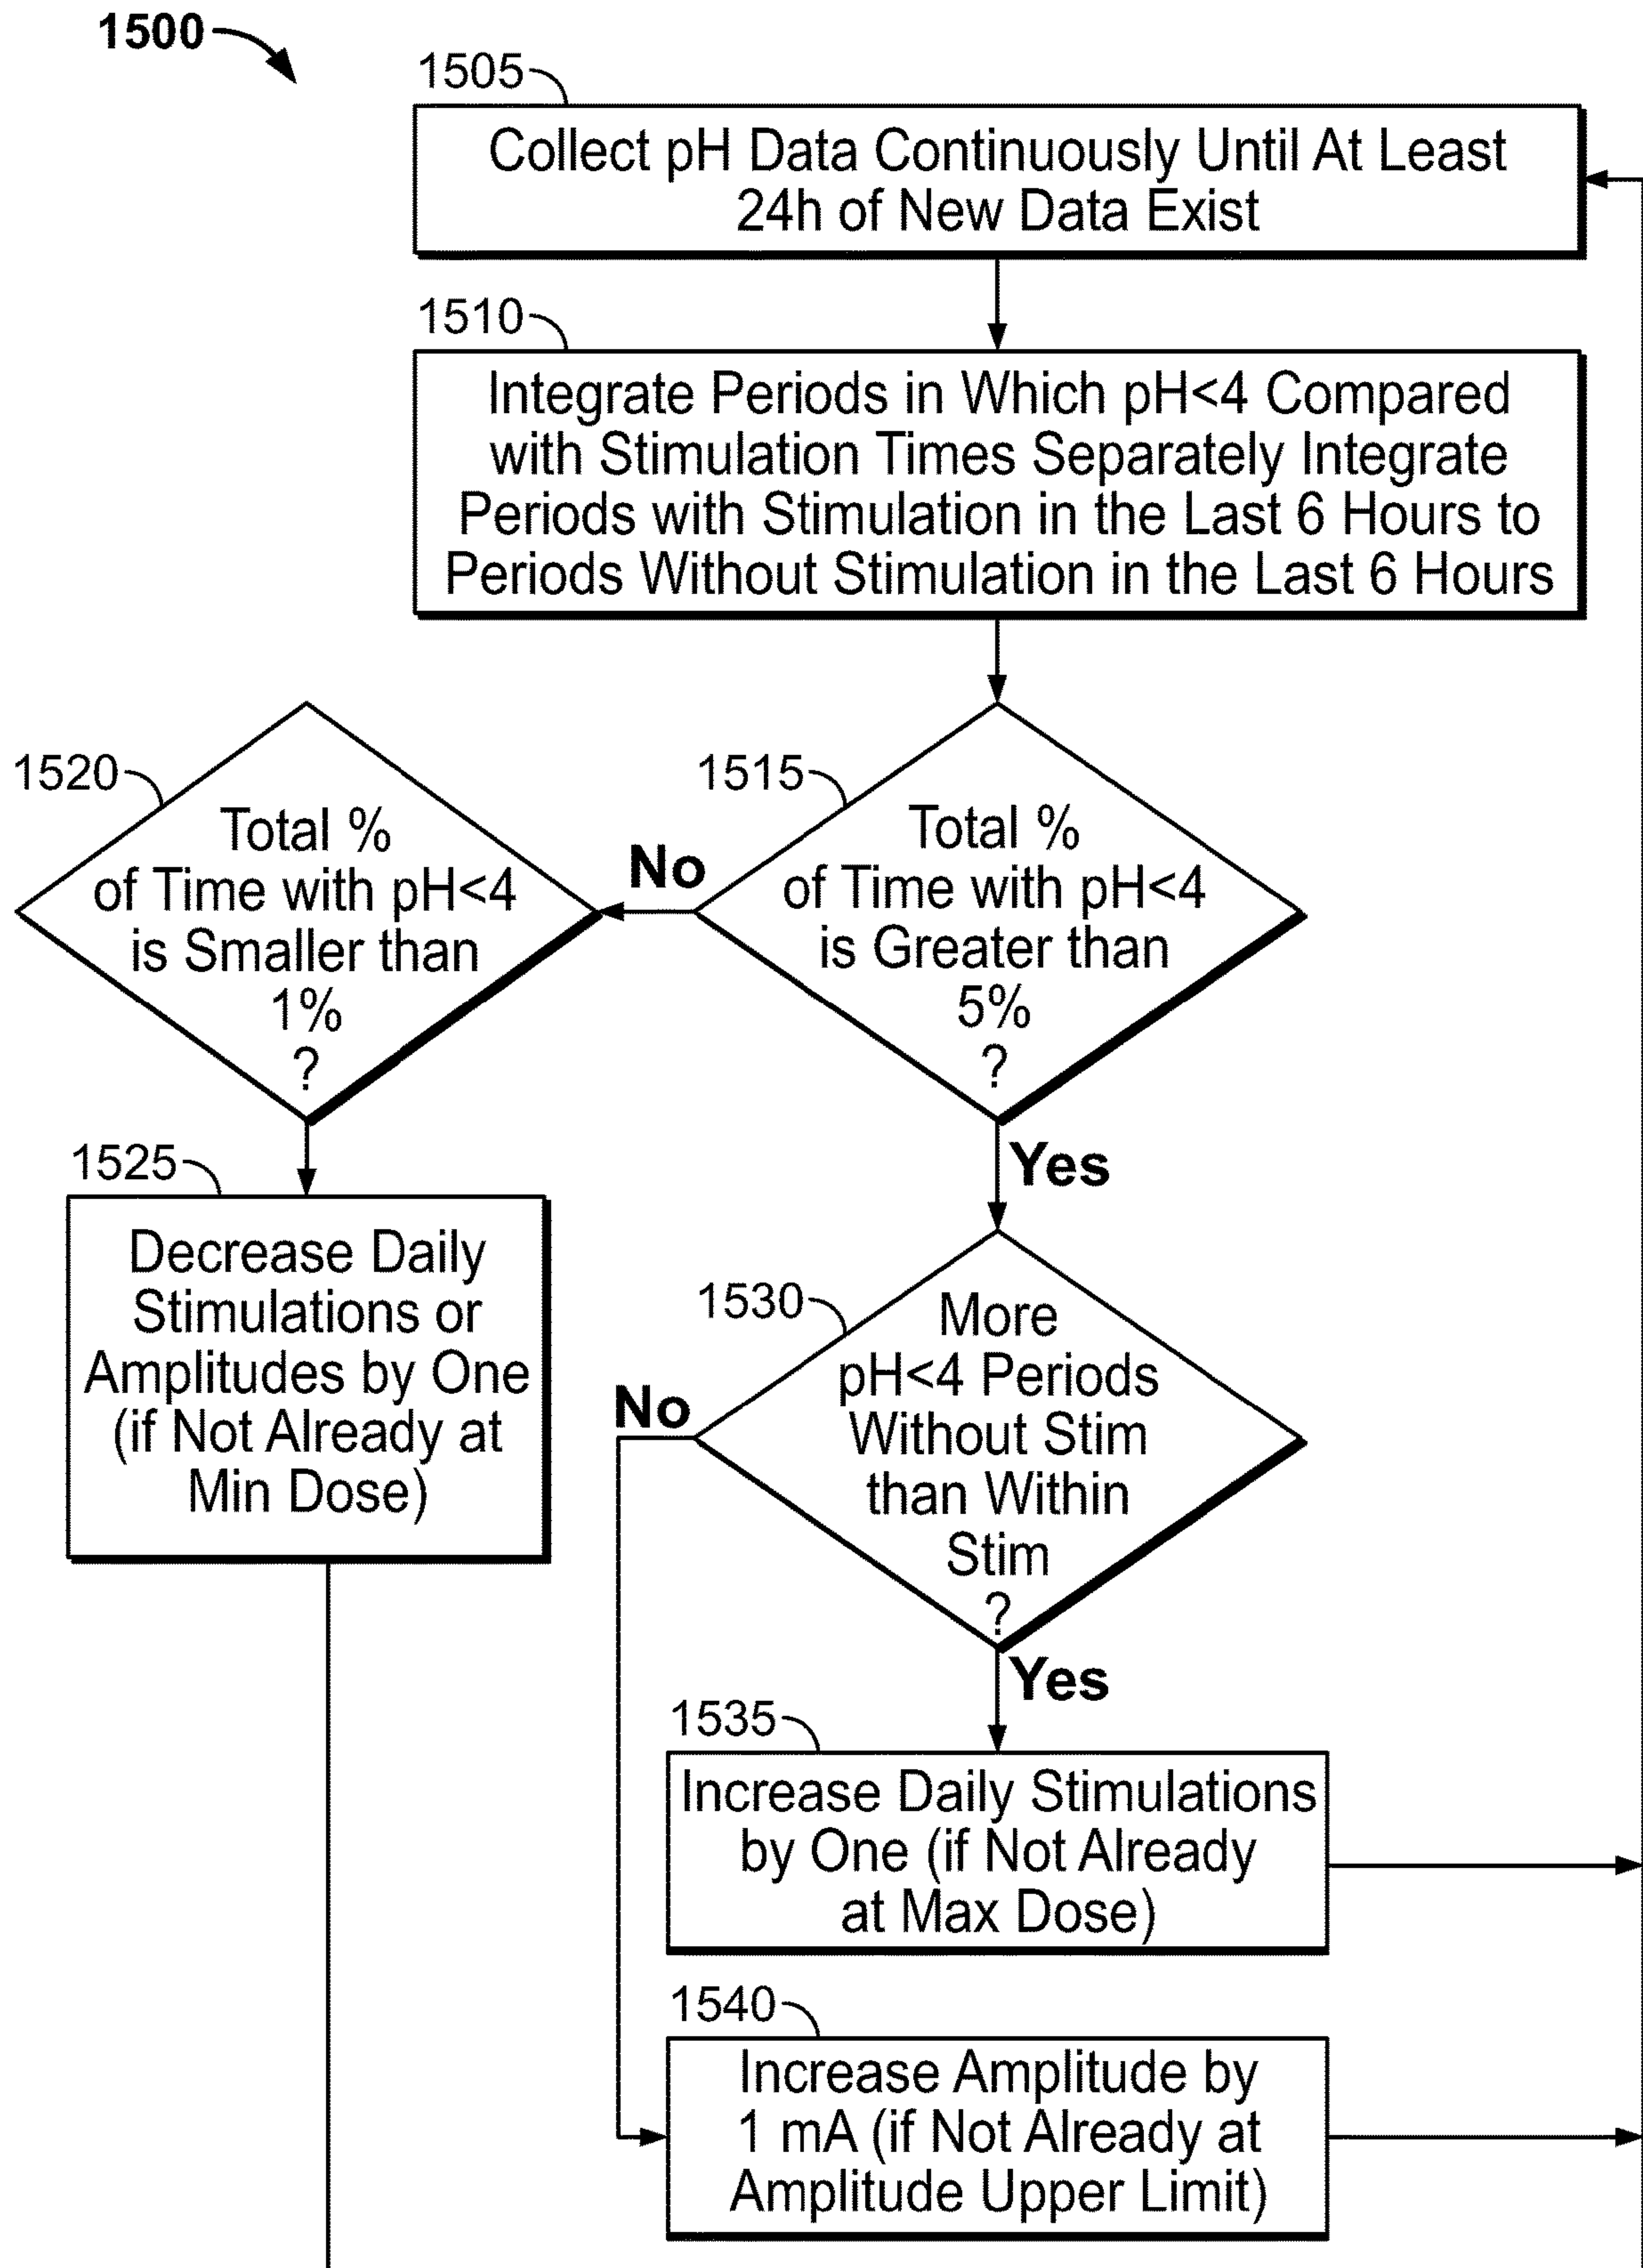 1500
1505
Collect pH Data Continuously Until At Least
24h of New Data Exist
1510
Integrate Periods in Which pH<4 Compared
with Stimulation Times Separately Integrate
Periods with Stimulation in the Last 6 Hours to
Periods Without Stimulation in the Last 6 Hours
1520
Total %
of Time with pH<4
is Smaller than
1%
?
No
1515
Total %
of Time with pH<4
is Greater than
5%
?
Yes
1525
Decrease Daily
Stimulations or
Amplitudes by One
(if Not Already at
Min Dose)
1530
More
pH<4 Periods
Without Stim
than Within
Stim
?
No
Yes
1535
Increase Daily Stimulations
by One (if Not Already
at Max Dose)
1540
Increase Amplitude by
1 mA (if Not Already at
Amplitude Upper Limit)